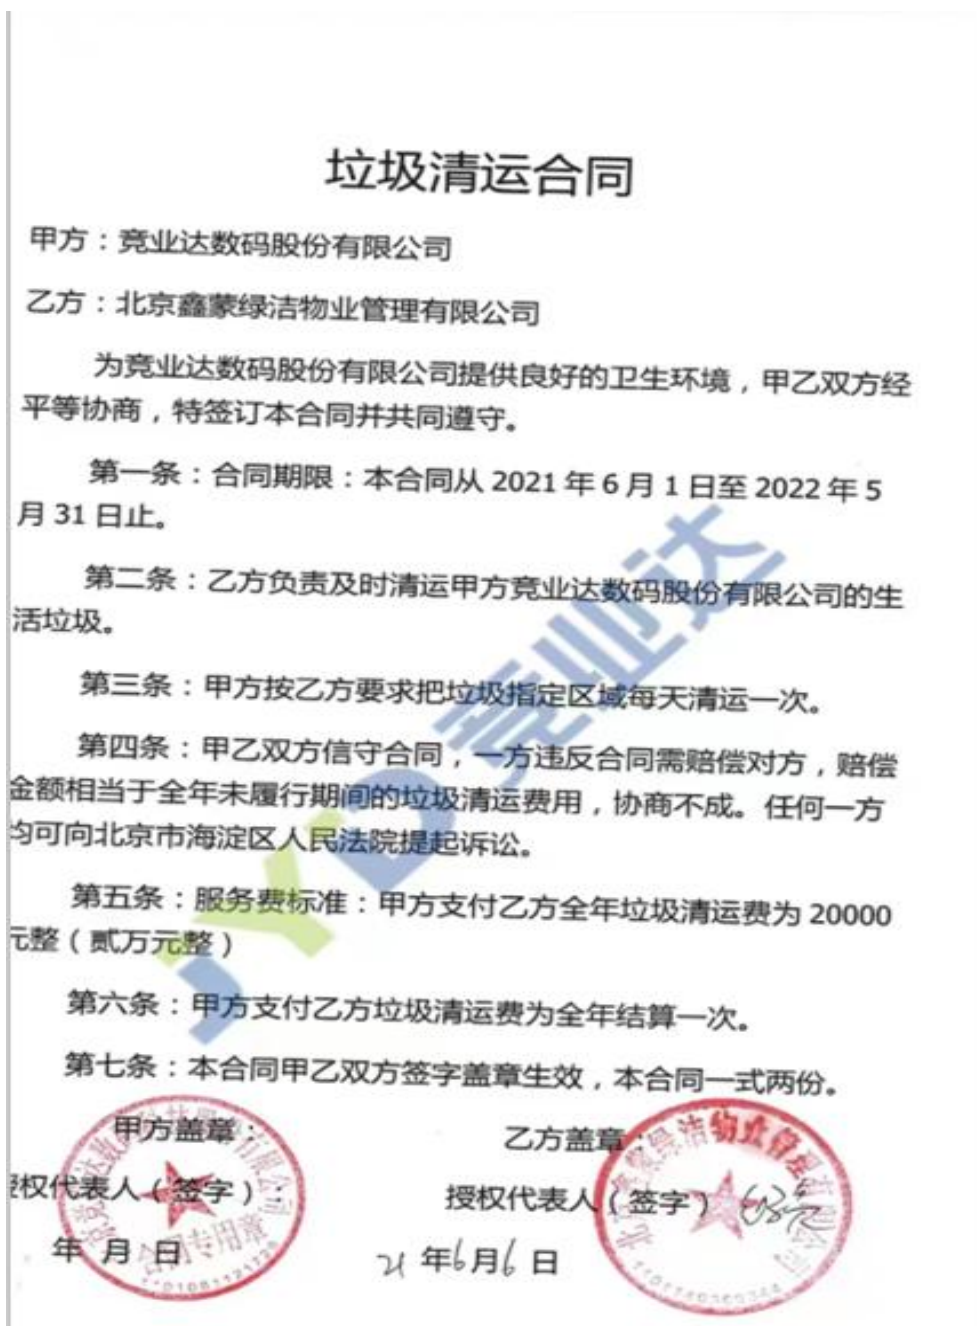 垃圾清运合同
甲方：竞业达数码股份有限公司
乙方：北京鑫蒙绿洁物业管理有限公司
为竞业达数码股份有限公司提供良好的卫生环境，甲乙双方经
平等协商，特签订本合同并共同遵守。
第一条：合同期限：本合同从 2021 年 6 月 1 日至 2022 年 5
月 31 日止。
第二条：乙方负责及时清运甲方竞业达数码股份有限公司的生
活垃圾。
第三条：甲方按乙方要求把垃圾指定区域每天清运一次。
第四条：甲乙双方信守合同，一方违反合同需赔偿对方，赔偿
金额相当于全年未履行期间的垃圾清运费用，协商不成。任何一方
均可向北京市海淀区人民法院提起诉讼。
第五条：服务费标准：甲方支付乙方全年垃圾清运费为 20000
元整（贰万元整）
第六条：甲方支付乙方垃圾清运费为全年结算一次。
第七条：本合同甲乙双方签字盖章生效，本合同一式两份。
甲方盖章：
乙方盖章：
授权代表人（签字）
授权代表人（签字）
年 月 日
21 年6月6日
JYD 竞业达
合同专用章